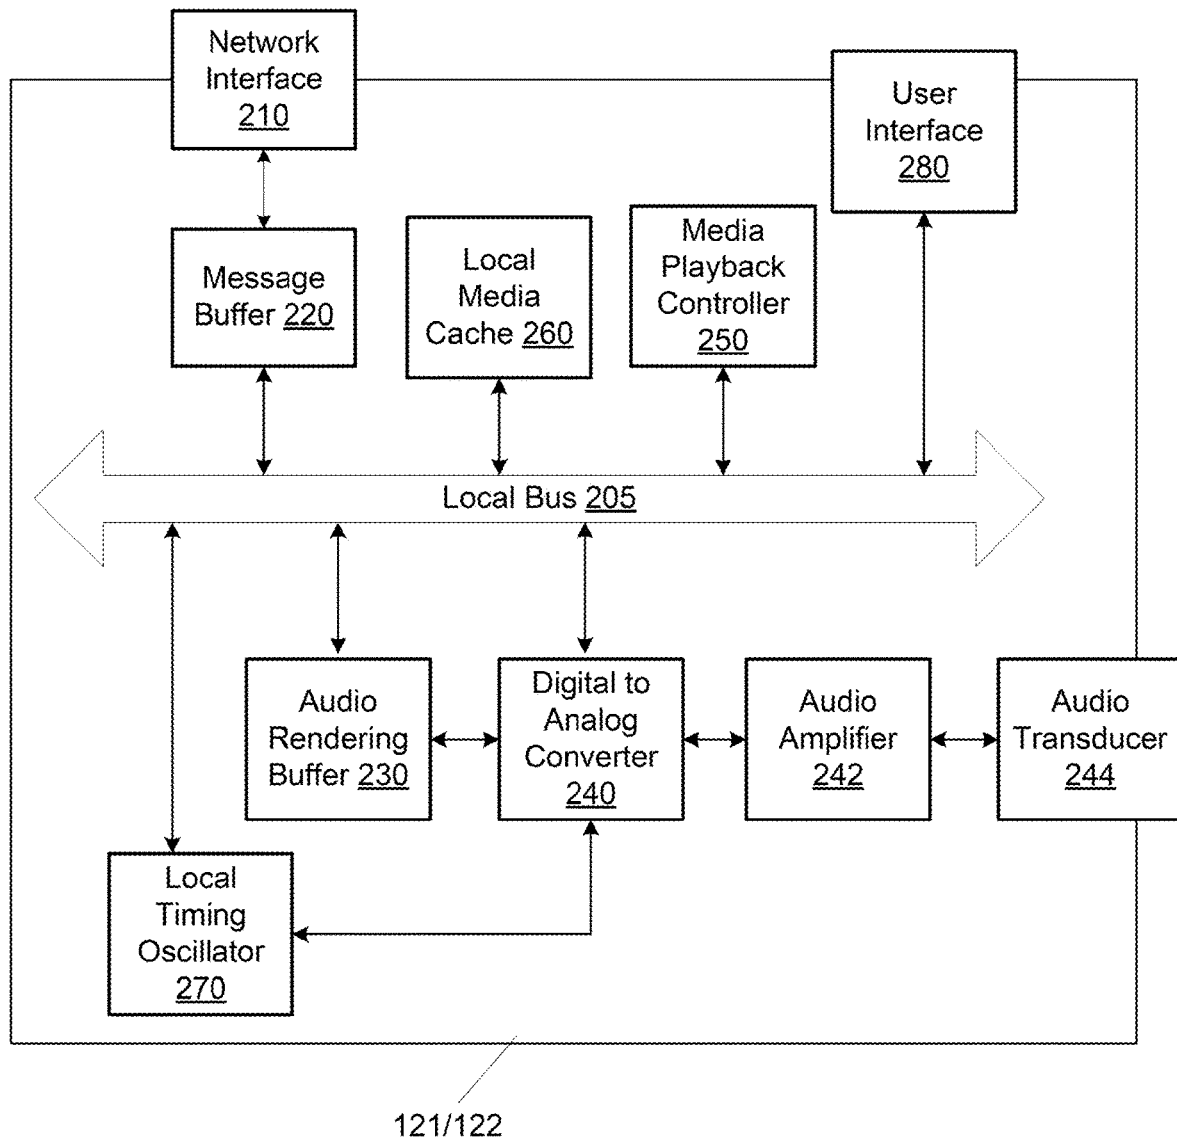 Network
Interface
210
User
Interface
280
Message
Buffer 220
Local
Media
Cache 260
Media
Playback
Controller
250
Local Bus 205
Audio
Rendering
Buffer 230
Digital to
Analog
Converter
240
Audio
Amplifier
242
Audio
Transducer
244
Local
Timing
Oscillator
270
121/122